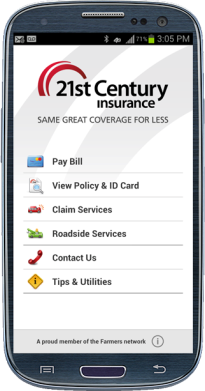 71% 3:05 PM
21st Century
insurance
SAME GREAT COVERAGE FOR LESS
Pay Bill
View Policy & ID Card
Claim Services
Roadside Services
Contact Us
Tips & Utilities
A proud member of the Farmers network